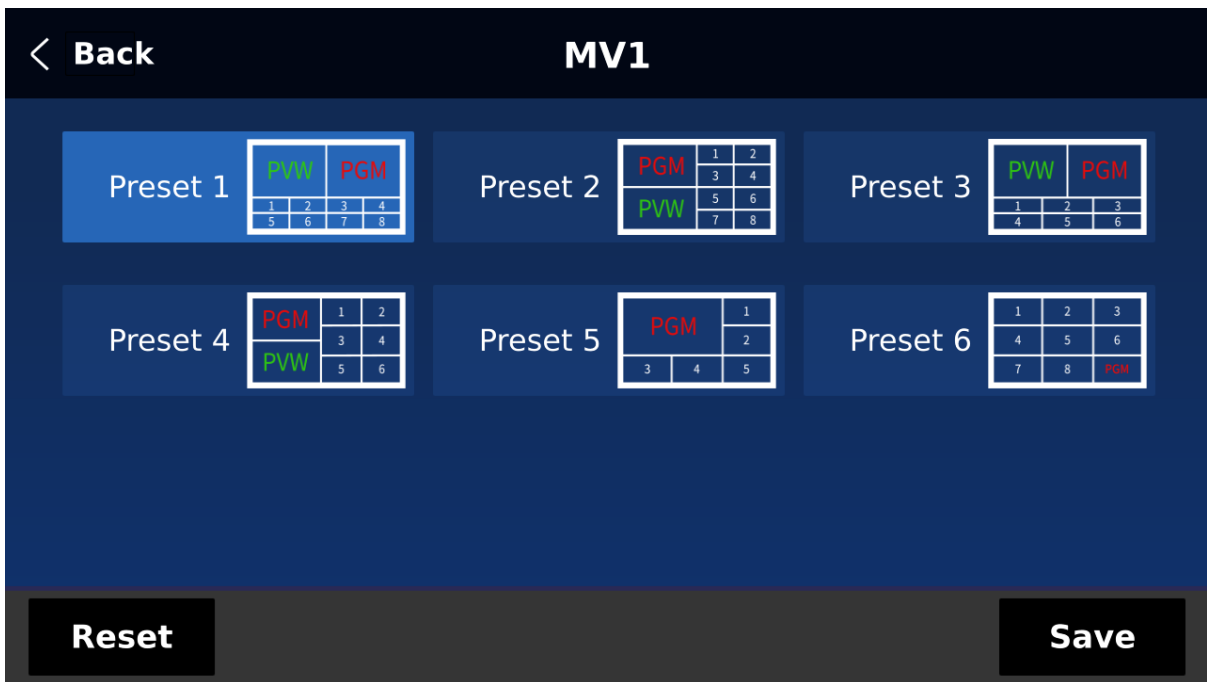 Back
MV1
Preset 1
PVW PGM
1 2 3 4
5 6 7 8
Preset 2
PGM 1 2
3 4
PVW 5 6
7 8
Preset 3
PVW PGM
1 2 3
4 5 6
Preset 4
PGM 1 2
3 4
PVW 5 6
Preset 5
PGM 1
2
3 4 5
Preset 6
1 2 3
4 5 6
7 8 PGM
Reset
Save